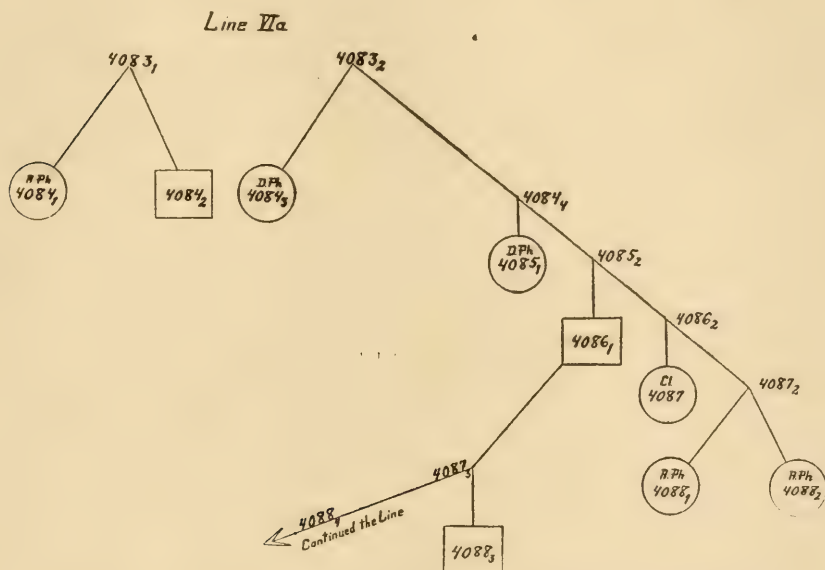 Line VIa
4083₁
4083₂
A.Ph
4084₁
4084₂
D.Ph
4084₃
4084₄
D.Ph
4085₁
4085₂
4086₁
4086₂
Cl
4087
4087₂
4087₃
A.Ph
4088₁
A.Ph
4088₂
4088₄
Continued the Line
4088₃